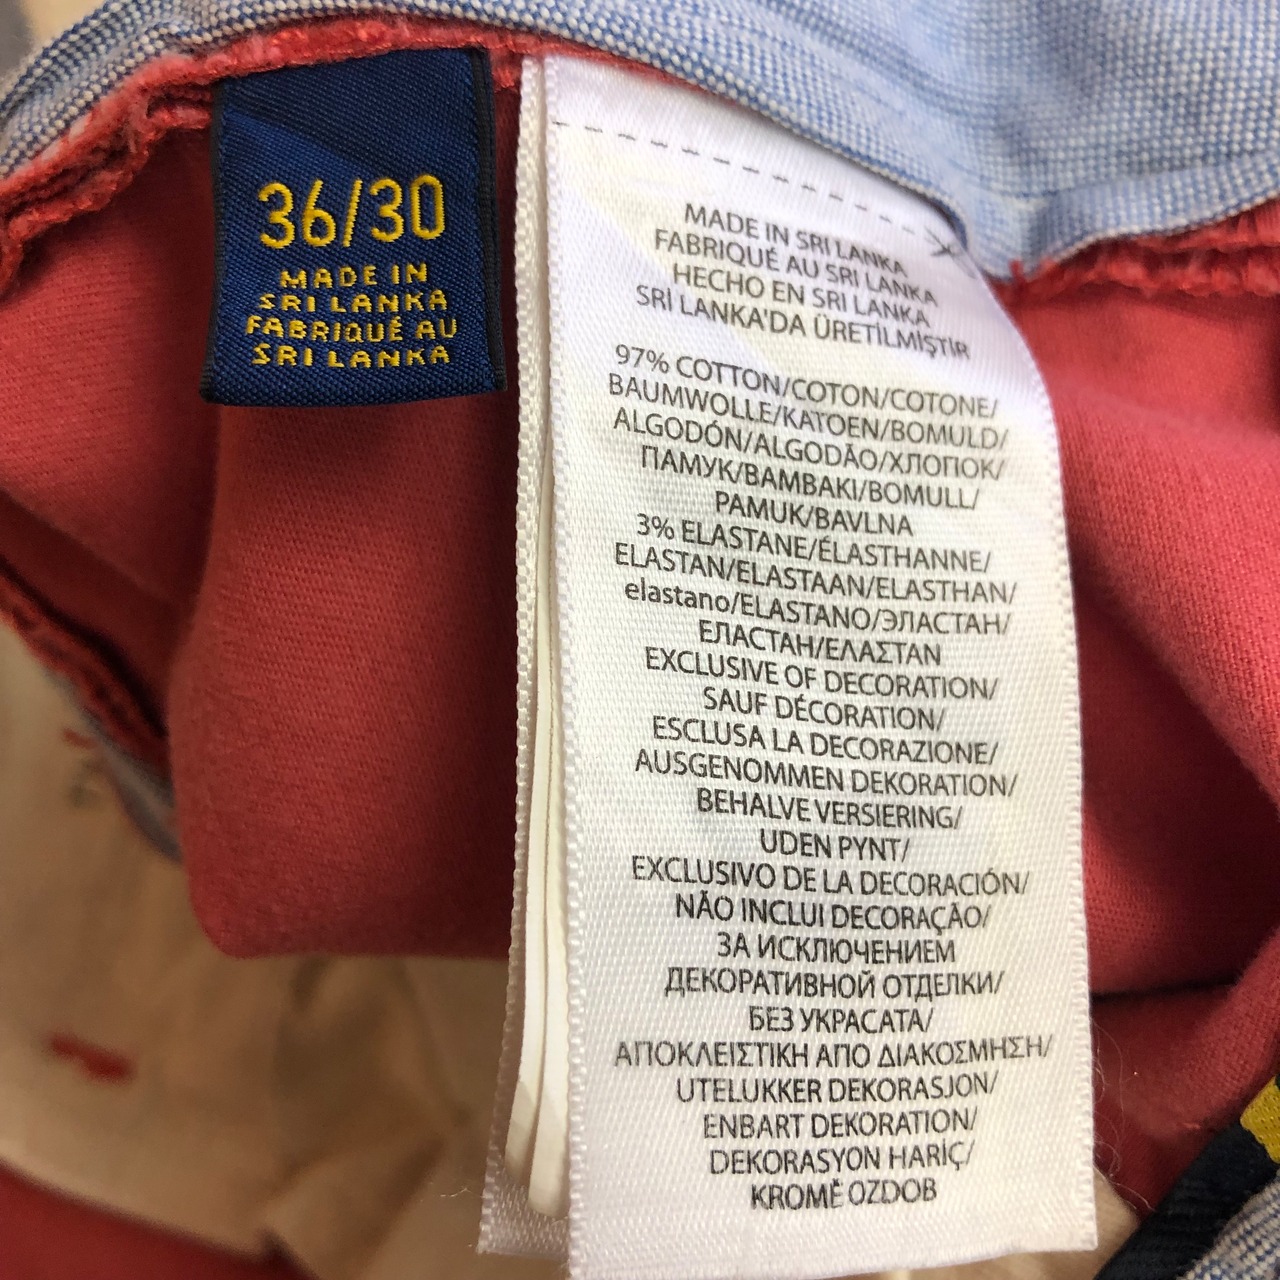 36/30
MADE IN
SRI LANKA
FABRIQUÉ AU
SRI LANKA
MADE IN SRI LANKA
FABRIQUÉ AU SRI LANKA
HECHO EN SRI LANKA
SRİ LANKA'DA ÜRETİLMİŞTİR
97% COTTON/COTON/COTONE/
BAUMWOLLE/KATOEN/BOMULD/
ALGODÓN/ALGODÃO/ХЛОПОК/
ПАМУК/BAMBAKI/BOMULL/
PAMUK/BAVLNA
3% ELASTANE/ÉLASTHANNE/
ELASTAN/ELASTAAN/ELASTHAN/
elastano/ELASTANO/ЭЛАСТАН/
ЕЛАСТАН/ΕΛΑΣΤΑΝ
EXCLUSIVE OF DECORATION/
SAUF DÉCORATION/
ESCLUSA LA DECORAZIONE/
AUSGENOMMEN DEKORATION/
BEHALVE VERSIERING/
UDEN PYNT/
EXCLUSIVO DE LA DECORACIÓN/
NÃO INCLUI DECORAÇÃO/
ЗА ИСКЛЮЧЕНИЕМ
ДЕКОРАТИВНОЙ ОТДЕЛКИ/
БЕЗ УКРАСАТА/
ΑΠΟΚΛΕΙΣΤΙΚΗ ΑΠΟ ΔΙΑΚΟΣΜΗΣΗ/
UTELUKKER DEKORASJON/
ENBART DEKORATION/
DEKORASYON HARİÇ/
KROMĚ OZDOB